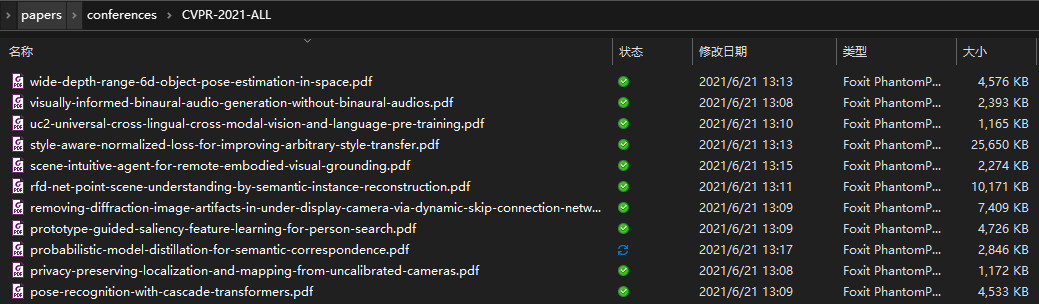 papers > conferences > CVPR-2021-ALL
名称 状态 修改日期 类型 大小
wide-depth-range-6d-object-pose-estimation-in-space.pdf 2021/6/21 13:13 Foxit PhantomP... 4,576 KB
visually-informed-binaural-audio-generation-without-binaural-audios.pdf 2021/6/21 13:08 Foxit PhantomP... 2,393 KB
uc2-universal-cross-lingual-cross-modal-vision-and-language-pre-training.pdf 2021/6/21 13:10 Foxit PhantomP... 1,165 KB
style-aware-normalized-loss-for-improving-arbitrary-style-transfer.pdf 2021/6/21 13:13 Foxit PhantomP... 25,650 KB
scene-intuitive-agent-for-remote-embodied-visual-grounding.pdf 2021/6/21 13:15 Foxit PhantomP... 2,274 KB
rfd-net-point-scene-understanding-by-semantic-instance-reconstruction.pdf 2021/6/21 13:11 Foxit PhantomP... 10,171 KB
removing-diffraction-image-artifacts-in-under-display-camera-via-dynamic-skip-connection-netw... 2021/6/21 13:09 Foxit PhantomP... 7,409 KB
prototype-guided-saliency-feature-learning-for-person-search.pdf 2021/6/21 13:09 Foxit PhantomP... 4,726 KB
probabilistic-model-distillation-for-semantic-correspondence.pdf 2021/6/21 13:17 Foxit PhantomP... 2,846 KB
privacy-preserving-localization-and-mapping-from-uncalibrated-cameras.pdf 2021/6/21 13:08 Foxit PhantomP... 1,172 KB
pose-recognition-with-cascade-transformers.pdf 2021/6/21 13:09 Foxit PhantomP... 4,533 KB